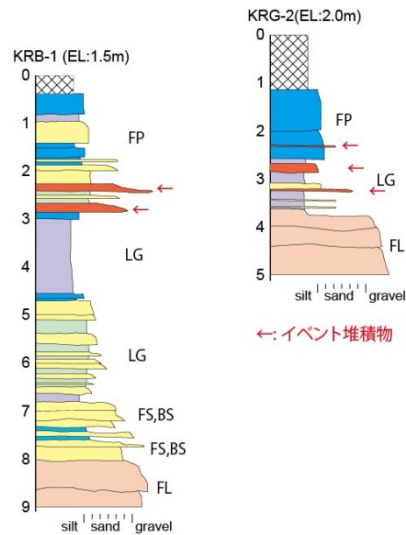 KRB-1 (EL:1.5m)
0
1
2
3
4
5
6
7
8
9
FP
LG
LG
FS,BS
FS,BS
FL
silt sand gravel
KRG-2(EL:2.0m)
0
1
2
3
4
5
FP
LG
FL
silt sand gravel
←: イベント堆積物